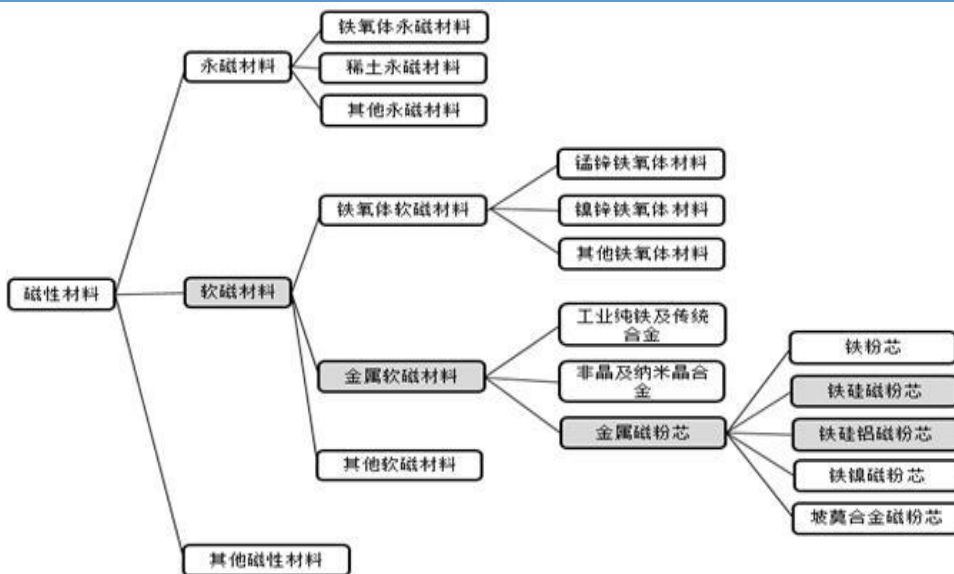 铁氧体永磁材料
永磁材料
稀土永磁材料
其他永磁材料
锰锌铁氧体材料
铁氧体软磁材料
镍锌铁氧体材料
其他铁氧体材料
磁性材料
软磁材料
工业纯铁及传统
合金
铁粉芯
金属软磁材料
非晶及纳米晶合
金
铁硅磁粉芯
金属磁粉芯
铁硅铝磁粉芯
其他软磁材料
铁镍磁粉芯
坡莫合金磁粉芯
其他磁性材料